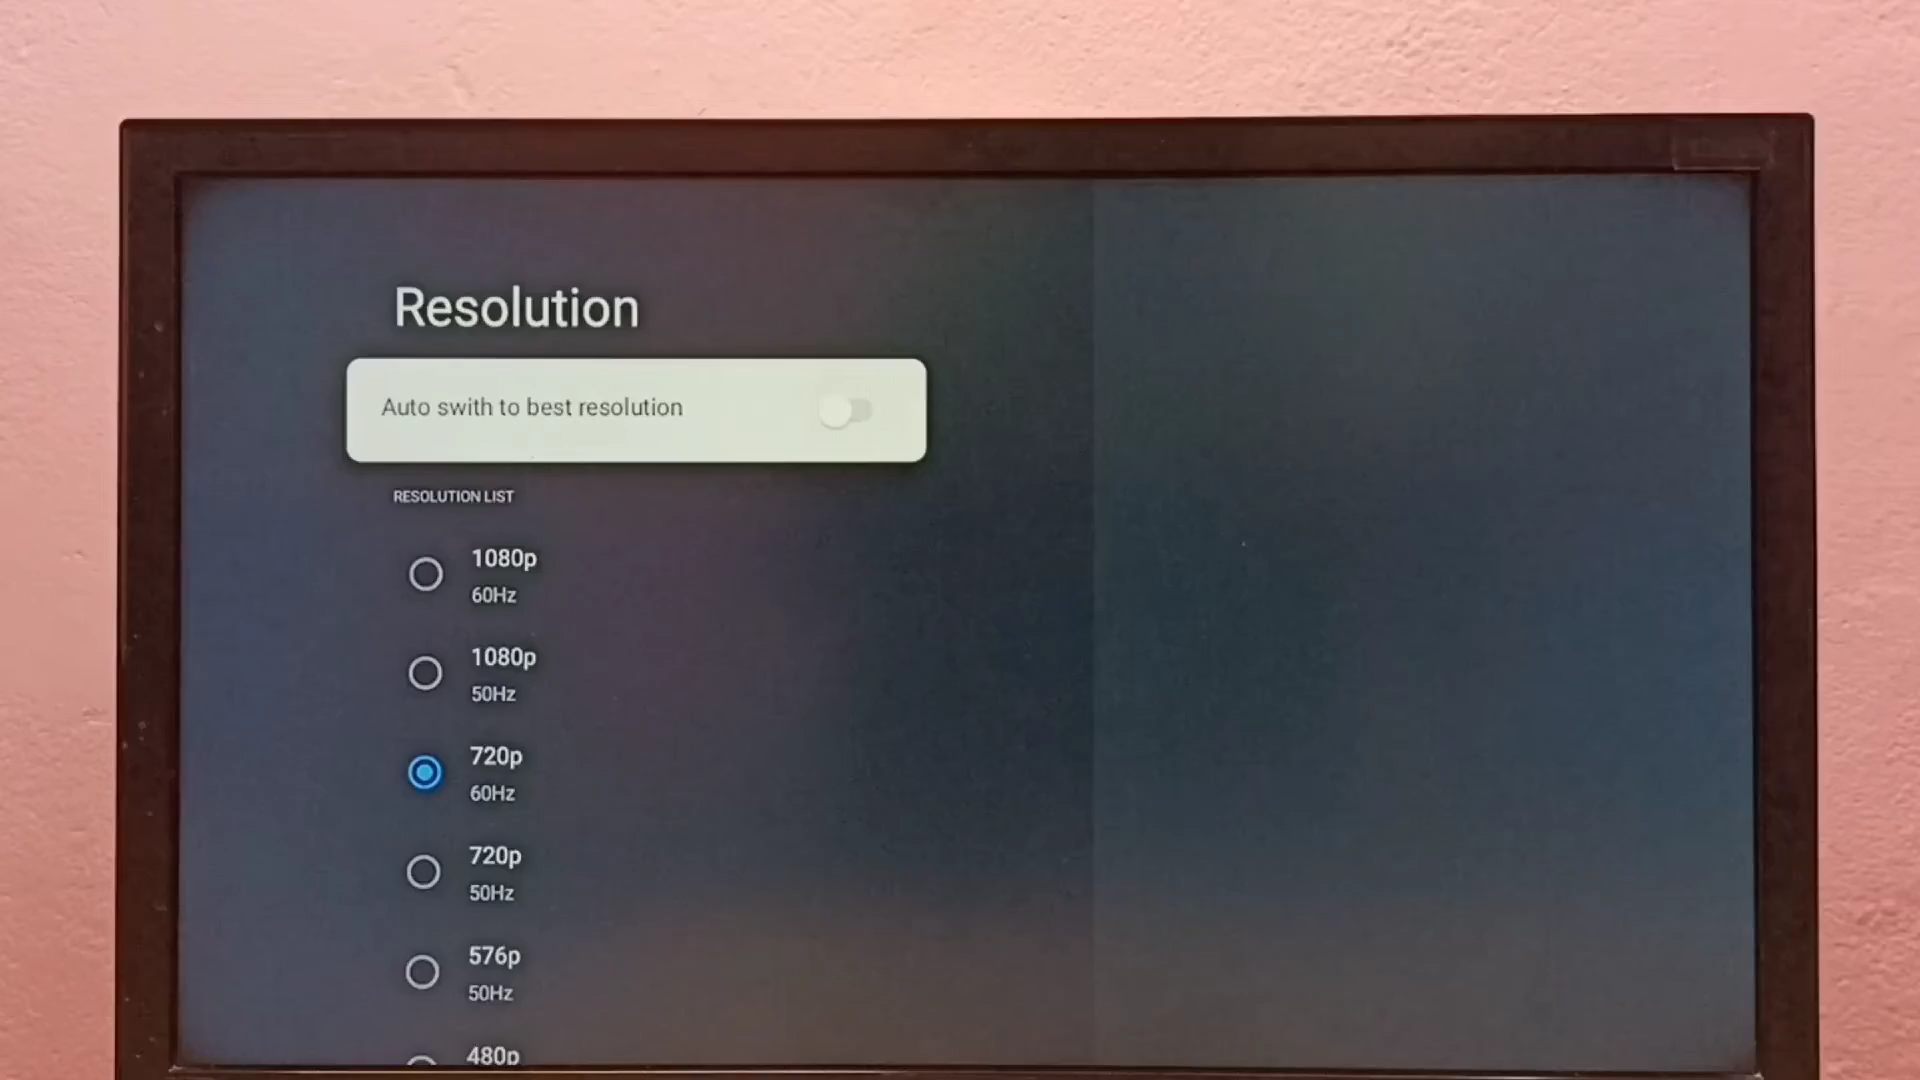 Resolution
Auto swith to best resolution
RESOLUTION LIST
1080p
60Hz
1080p
50Hz
720p
60Hz
720p
50Hz
576p
50Hz
480p